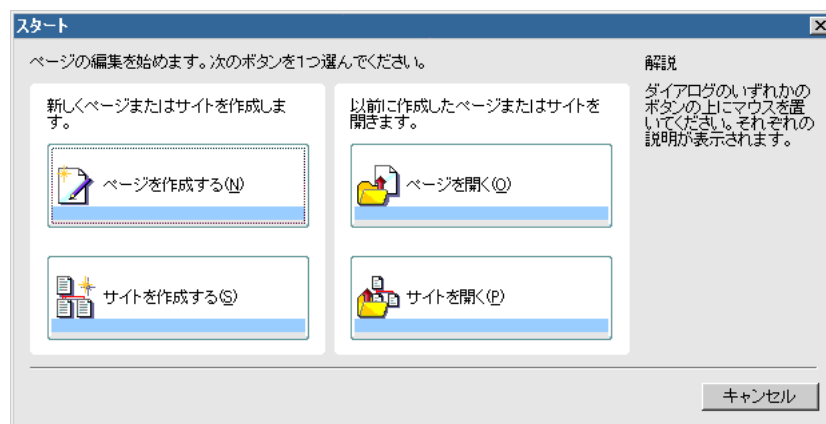 スタート
ページの編集を始めます。次のボタンを1つ選んでください。
新しくページまたはサイトを作成しま
す。
ページを作成する(N)
サイトを作成する(S)
以前に作成したページまたはサイトを
開きます。
ページを開く(O)
サイトを開く(P)
解説
ダイアログのいずれかの
ボタンの上にマウスを置
いてください。それぞれの
説明が表示されます。
キャンセル